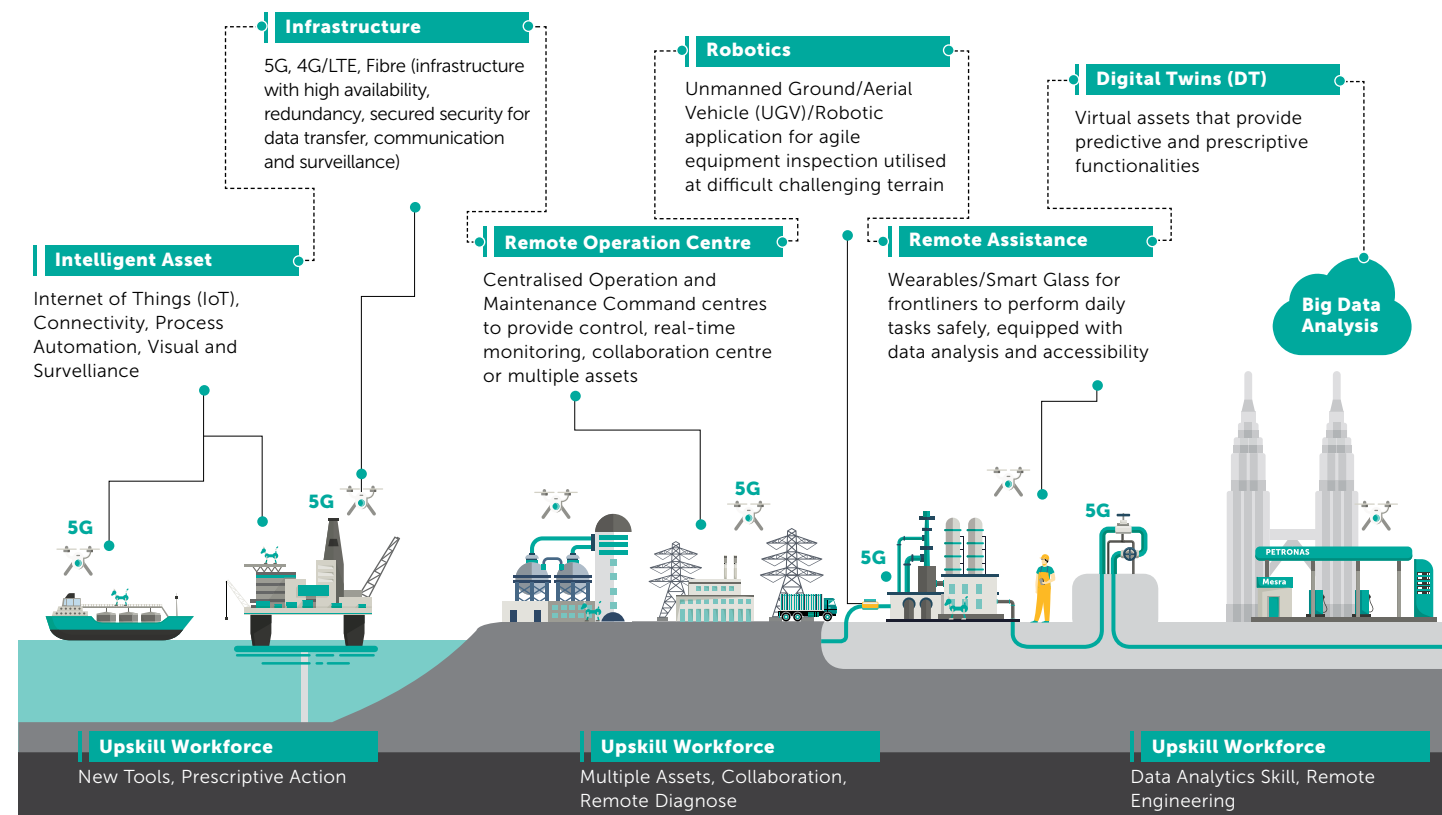 Infrastructure
5G, 4G/LTE, Fibre (infrastructure
with high availability,
redundancy, secured security for
data transfer, communication
and surveillance)
Robotics
Unmanned Ground/Aerial
Vehicle (UGV)/Robotic
application for agile
equipment inspection utilised
at difficult challenging terrain
Digital Twins (DT)
Virtual assets that provide
predictive and prescriptive
functionalities
Intelligent Asset
Internet of Things (IoT),
Connectivity, Process
Automation, Visual and
Survelliance
Remote Operation Centre
Centralised Operation and
Maintenance Command centres
to provide control, real-time
monitoring, collaboration centre
or multiple assets
Remote Assistance
Wearables/Smart Glass for
frontliners to perform daily
tasks safely, equipped with
data analysis and accessibility
Big Data
Analysis
5G
5G
5G
5G
5G
PETRONAS
Mesra
Upskill Workforce
New Tools, Prescriptive Action
Upskill Workforce
Multiple Assets, Collaboration,
Remote Diagnose
Upskill Workforce
Data Analytics Skill, Remote
Engineering